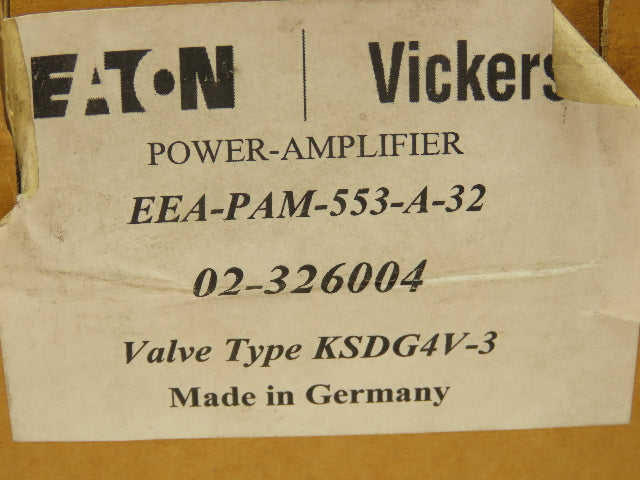 EATON | Vickers
POWER-AMPLIFIER
EEA-PAM-553-A-32
02-326004
Valve Type KSDG4V-3
Made in Germany